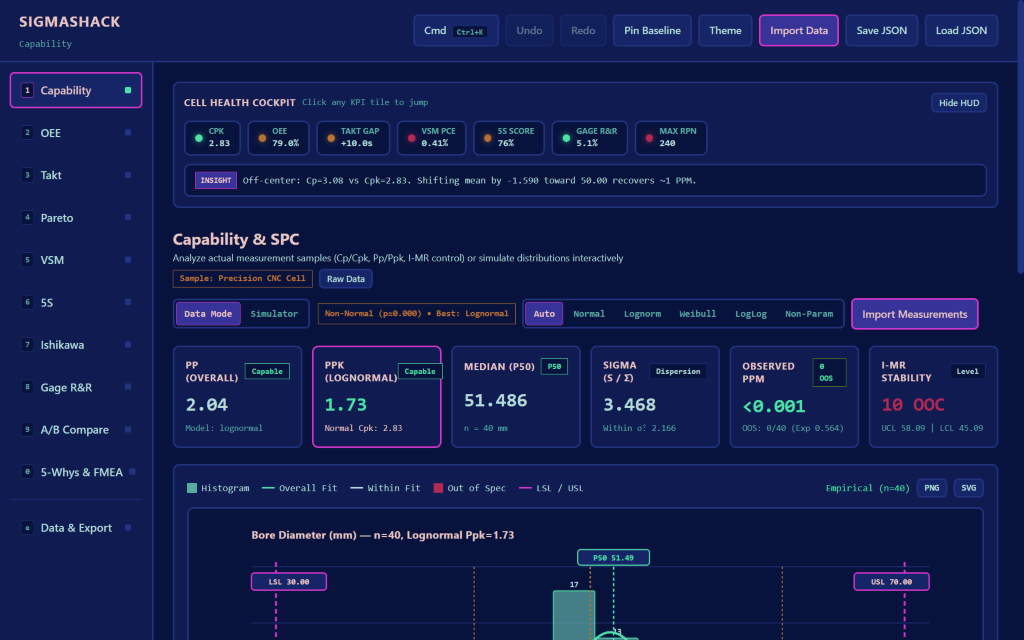 SIGMASHACK
Capability
Cmd Ctrl+K
Undo
Redo
Pin Baseline
Theme
Import Data
Save JSON
Load JSON
1 Capability
2 OEE
3 Takt
4 Pareto
5 VSM
6 5S
7 Ishikawa
8 Gage R&R
9 A/B Compare
0 5-Whys & FMEA
e Data & Export
CELL HEALTH COCKPIT Click any KPI tile to jump
Hide HUD
CPK
2.83
OEE
79.0%
TAKT GAP
+10.0s
VSM PCE
0.41%
5S SCORE
76%
GAGE R&R
5.1%
MAX RPN
240
INSIGHT Off-center: Cp=3.08 vs Cpk=2.83. Shifting mean by -1.590 toward 50.00 recovers ~1 PPM.
Capability & SPC
Analyze actual measurement samples (Cp/Cpk, Pp/Ppk, I-MR control) or simulate distributions interactively
Sample: Precision CNC Cell
Raw Data
Data Mode
Simulator
Non-Normal (p=0.000) • Best: Lognormal
Auto
Normal
Lognorm
Weibull
LogLog
Non-Param
Import Measurements
PP (OVERALL)
Capable
2.04
Model: lognormal
PPK (LOGNORMAL)
Capable
1.73
Normal Cpk: 2.83
MEDIAN (P50)
P50
51.486
n = 40 mm
SIGMA (S / Σ)
Dispersion
3.468
Within σ̂ 2.166
OBSERVED PPM
0 OOS
<0.001
OOS: 0/40 (Exp 0.564)
I-MR STABILITY
Level
10 OOC
UCL 58.09 | LCL 45.09
Histogram
Overall Fit
Within Fit
Out of Spec
LSL / USL
Empirical (n=40)
PNG
SVG
Bore Diameter (mm) — n=40, Lognormal Ppk=1.73
P50 51.49
LSL 30.00
USL 70.00
17
13